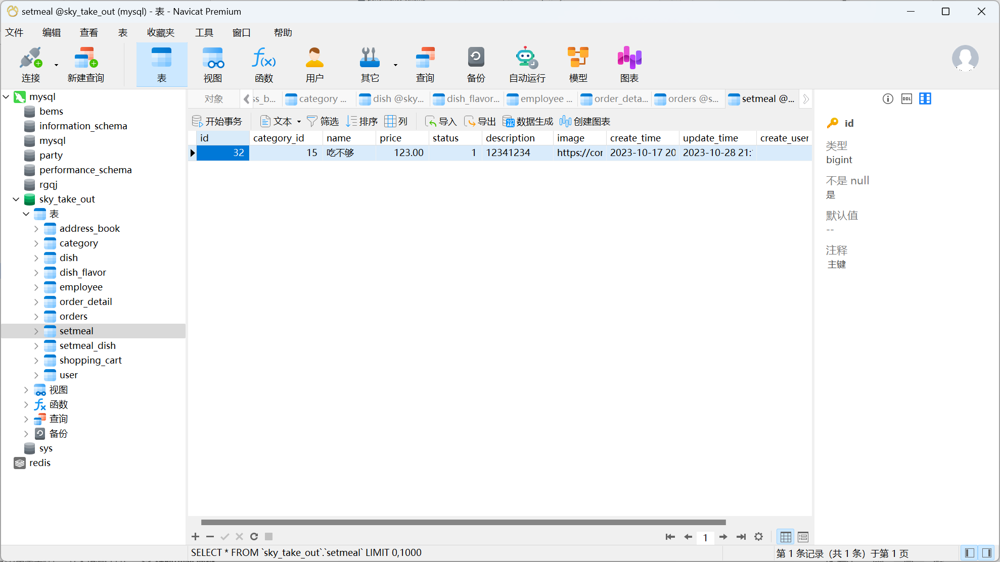 setmeal @sky_take_out (mysql) - 表 - Navicat Premium
文件 编辑 查看 表 收藏夹 工具 窗口 帮助
连接 新建查询 表 视图 函数 用户 其它 查询 备份 自动运行 模型 图表
对象 ss_b... category ... dish @sky... dish_flavor... employee ... order_deta... orders @s... setmeal @...
开始事务 文本 筛选 排序 列 导入 导出 数据生成 创建图表
id category_id name price status description image create_time update_time create_user
32 15 吃不够 123.00 1 12341234 https://cor 2023-10-17 20 2023-10-28 21:
mysql
bems
information_schema
mysql
party
performance_schema
rgqj
sky_take_out
表
address_book
category
dish
dish_flavor
employee
order_detail
orders
setmeal
setmeal_dish
shopping_cart
user
视图
函数
查询
备份
sys
redis
DDL
id
类型
bigint
不是 null
是
默认值
--
注释
主键
1
SELECT * FROM `sky_take_out`.`setmeal` LIMIT 0,1000
第 1 条记录（共 1 条）于第 1 页